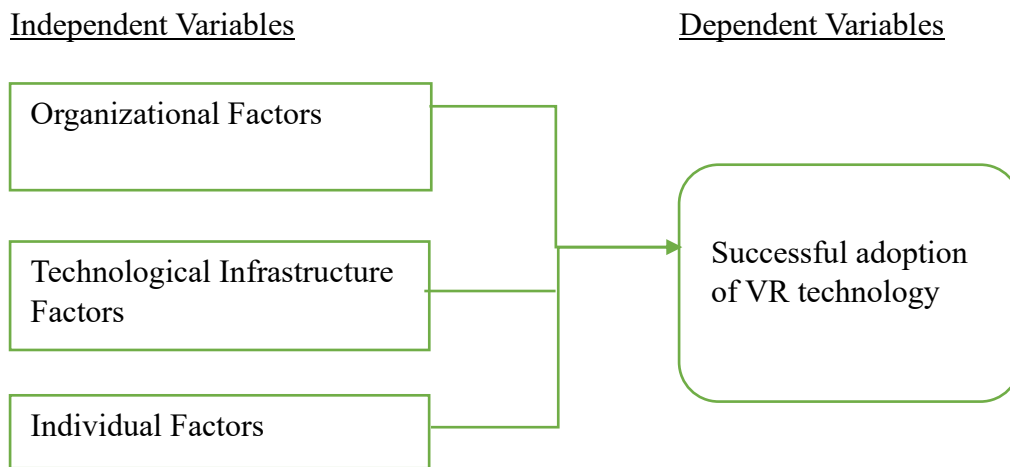 Independent Variables
Dependent Variables
Organizational Factors
Technological Infrastructure
Factors
Individual Factors
Successful adoption
of VR technology